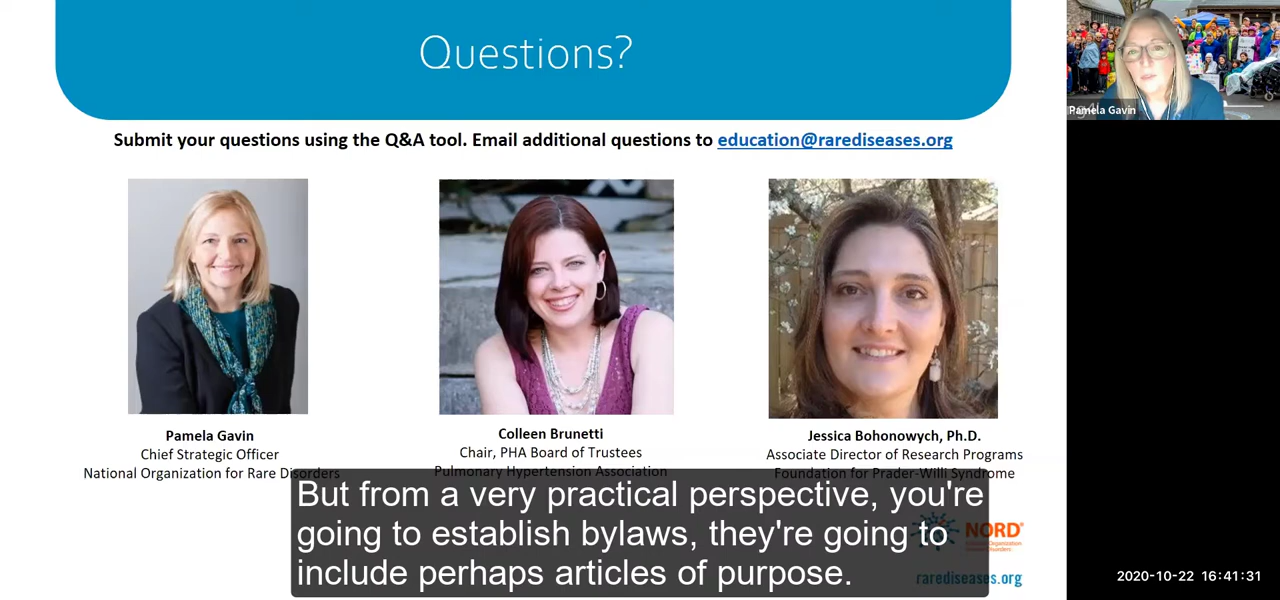 Questions?
Submit your questions using the Q&A tool. Email additional questions to education@rarediseases.org
Pamela Gavin
Pamela Gavin
Chief Strategic Officer
National Organization for Rare Disorders
Colleen Brunetti
Chair, PHA Board of Trustees
Pulmonary Hypertension Association
Jessica Bohonowych, Ph.D.
Associate Director of Research Programs
Foundation for Prader-Willi Syndrome
But from a very practical perspective, you're
going to establish bylaws, they're going to
include perhaps articles of purpose.
NORD
rarediseases.org
2020-10-22 16:41:31